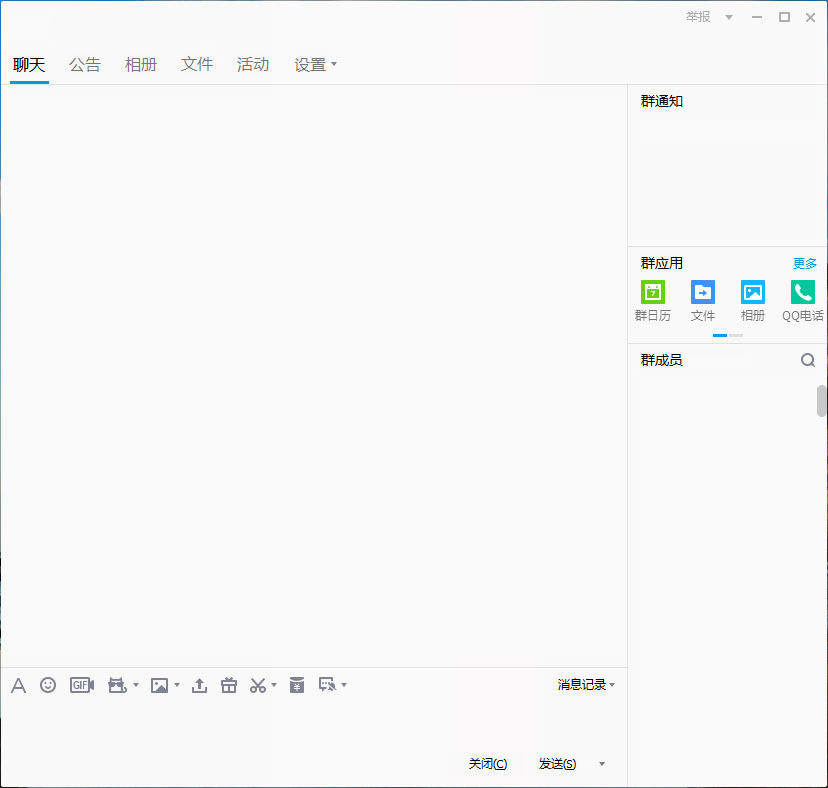 举报
聊天 公告 相册 文件 活动 设置
群通知
群应用 更多
7
群日历 文件 相册 QQ电话
群成员
GIF 消息记录
关闭(C) 发送(S)